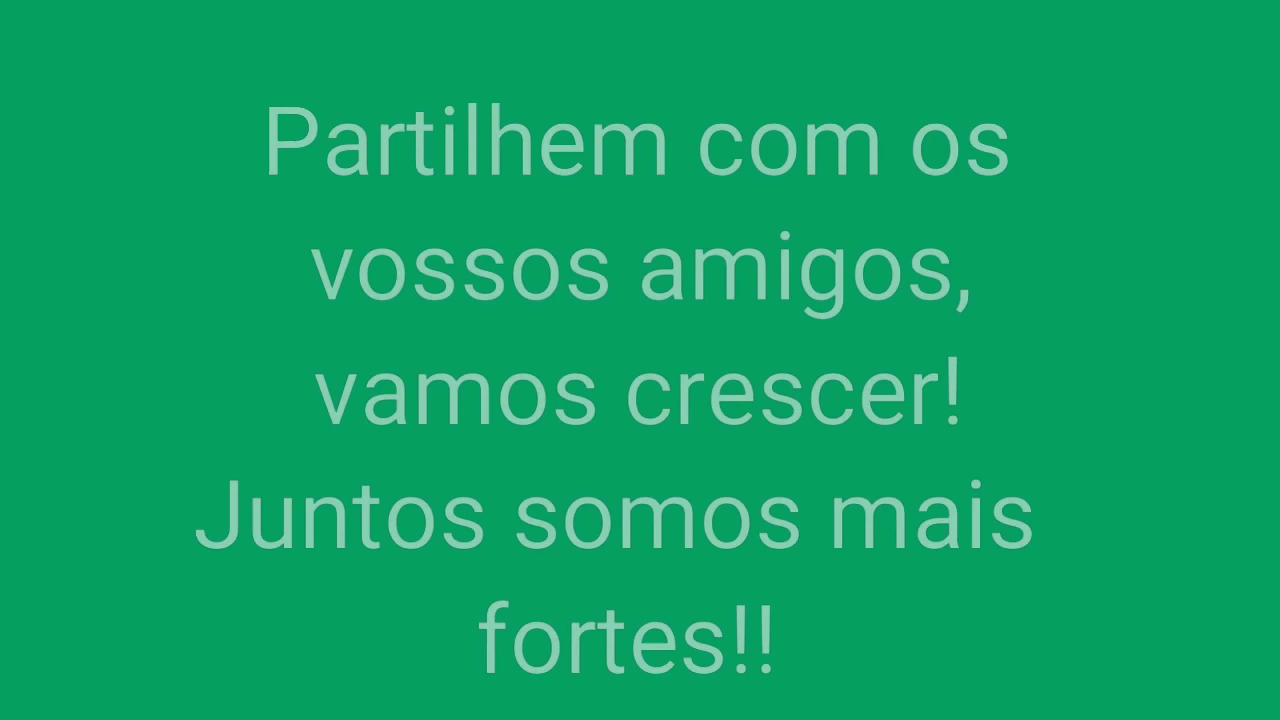 Partilhem com os
vossos amigos,
vamos crescer!
Juntos somos mais
fortes!!